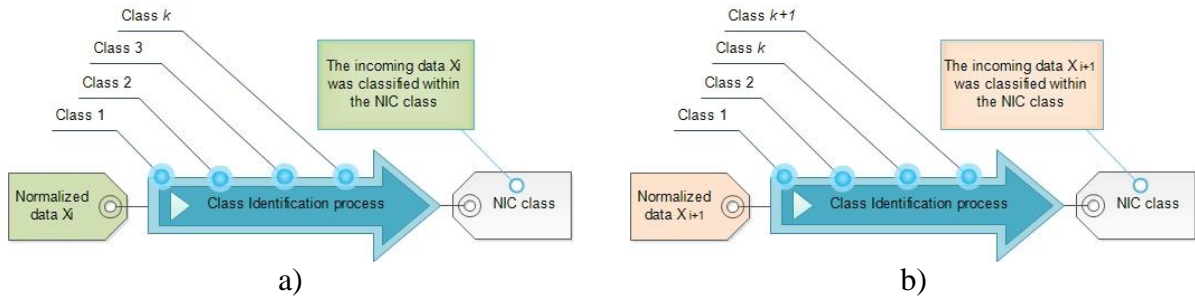 Class k
Class 3
Class 2
Class 1
The incoming data Xi
was classified within
the NIC class
Normalized
data Xi
Class Identification process
NIC class
a)
Class k+1
Class k
Class 2
Class 1
The incoming data X i+1
was classified within
the NIC class
Normalized
data X i+1
Class Identification process
NIC class
b)